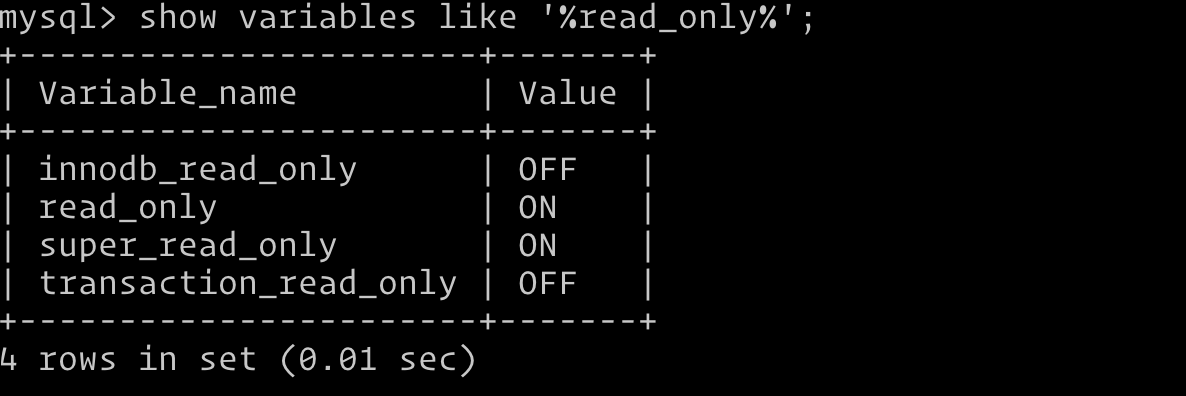 mysql> show variables like '%read_only%';
+-----------------------+-------+
| Variable_name         | Value |
+-----------------------+-------+
| innodb_read_only      | OFF   |
| read_only             | ON    |
| super_read_only       | ON    |
| transaction_read_only | OFF   |
+-----------------------+-------+
4 rows in set (0.01 sec)